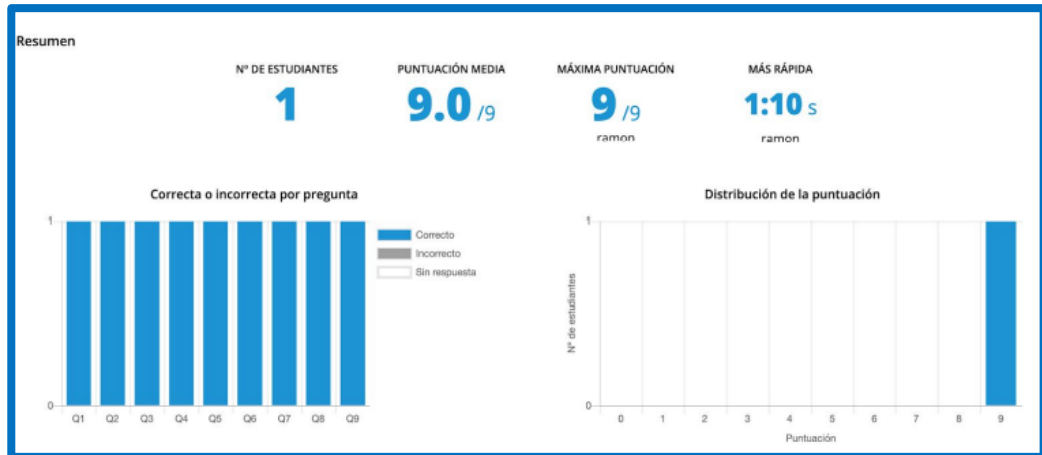 Resumen
Nº DE ESTUDIANTES
1
PUNTUACIÓN MEDIA
9.0 /9
MÁXIMA PUNTUACIÓN
9 /9
ramon
MÁS RÁPIDA
1:10 s
ramon
Correcta o incorrecta por pregunta
1
0
Q1 Q2 Q3 Q4 Q5 Q6 Q7 Q8 Q9
Correcto
Incorrecto
Sin respuesta
Distribución de la puntuación
Nº de estudiantes
1
0
0 1 2 3 4 5 6 7 8 9
Puntuación